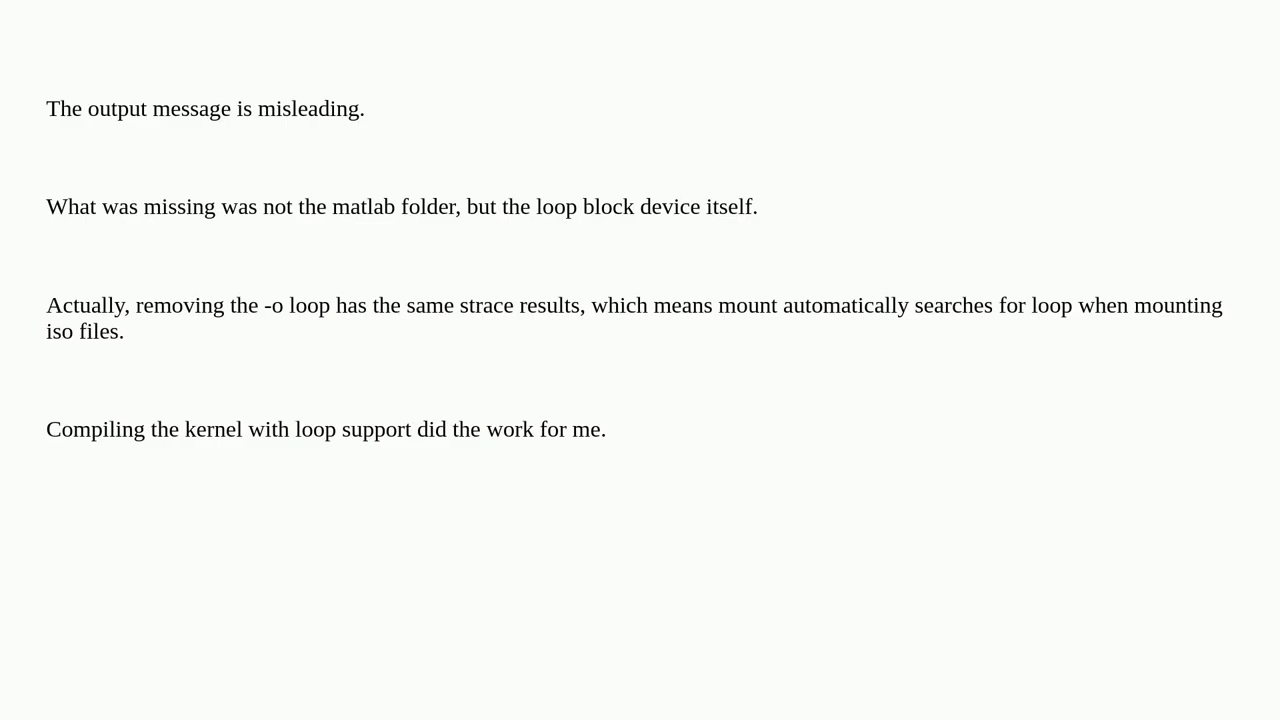 The output message is misleading.
What was missing was not the matlab folder, but the loop block device itself.
Actually, removing the -o loop has the same strace results, which means mount automatically searches for loop when mounting
iso files.
Compiling the kernel with loop support did the work for me.